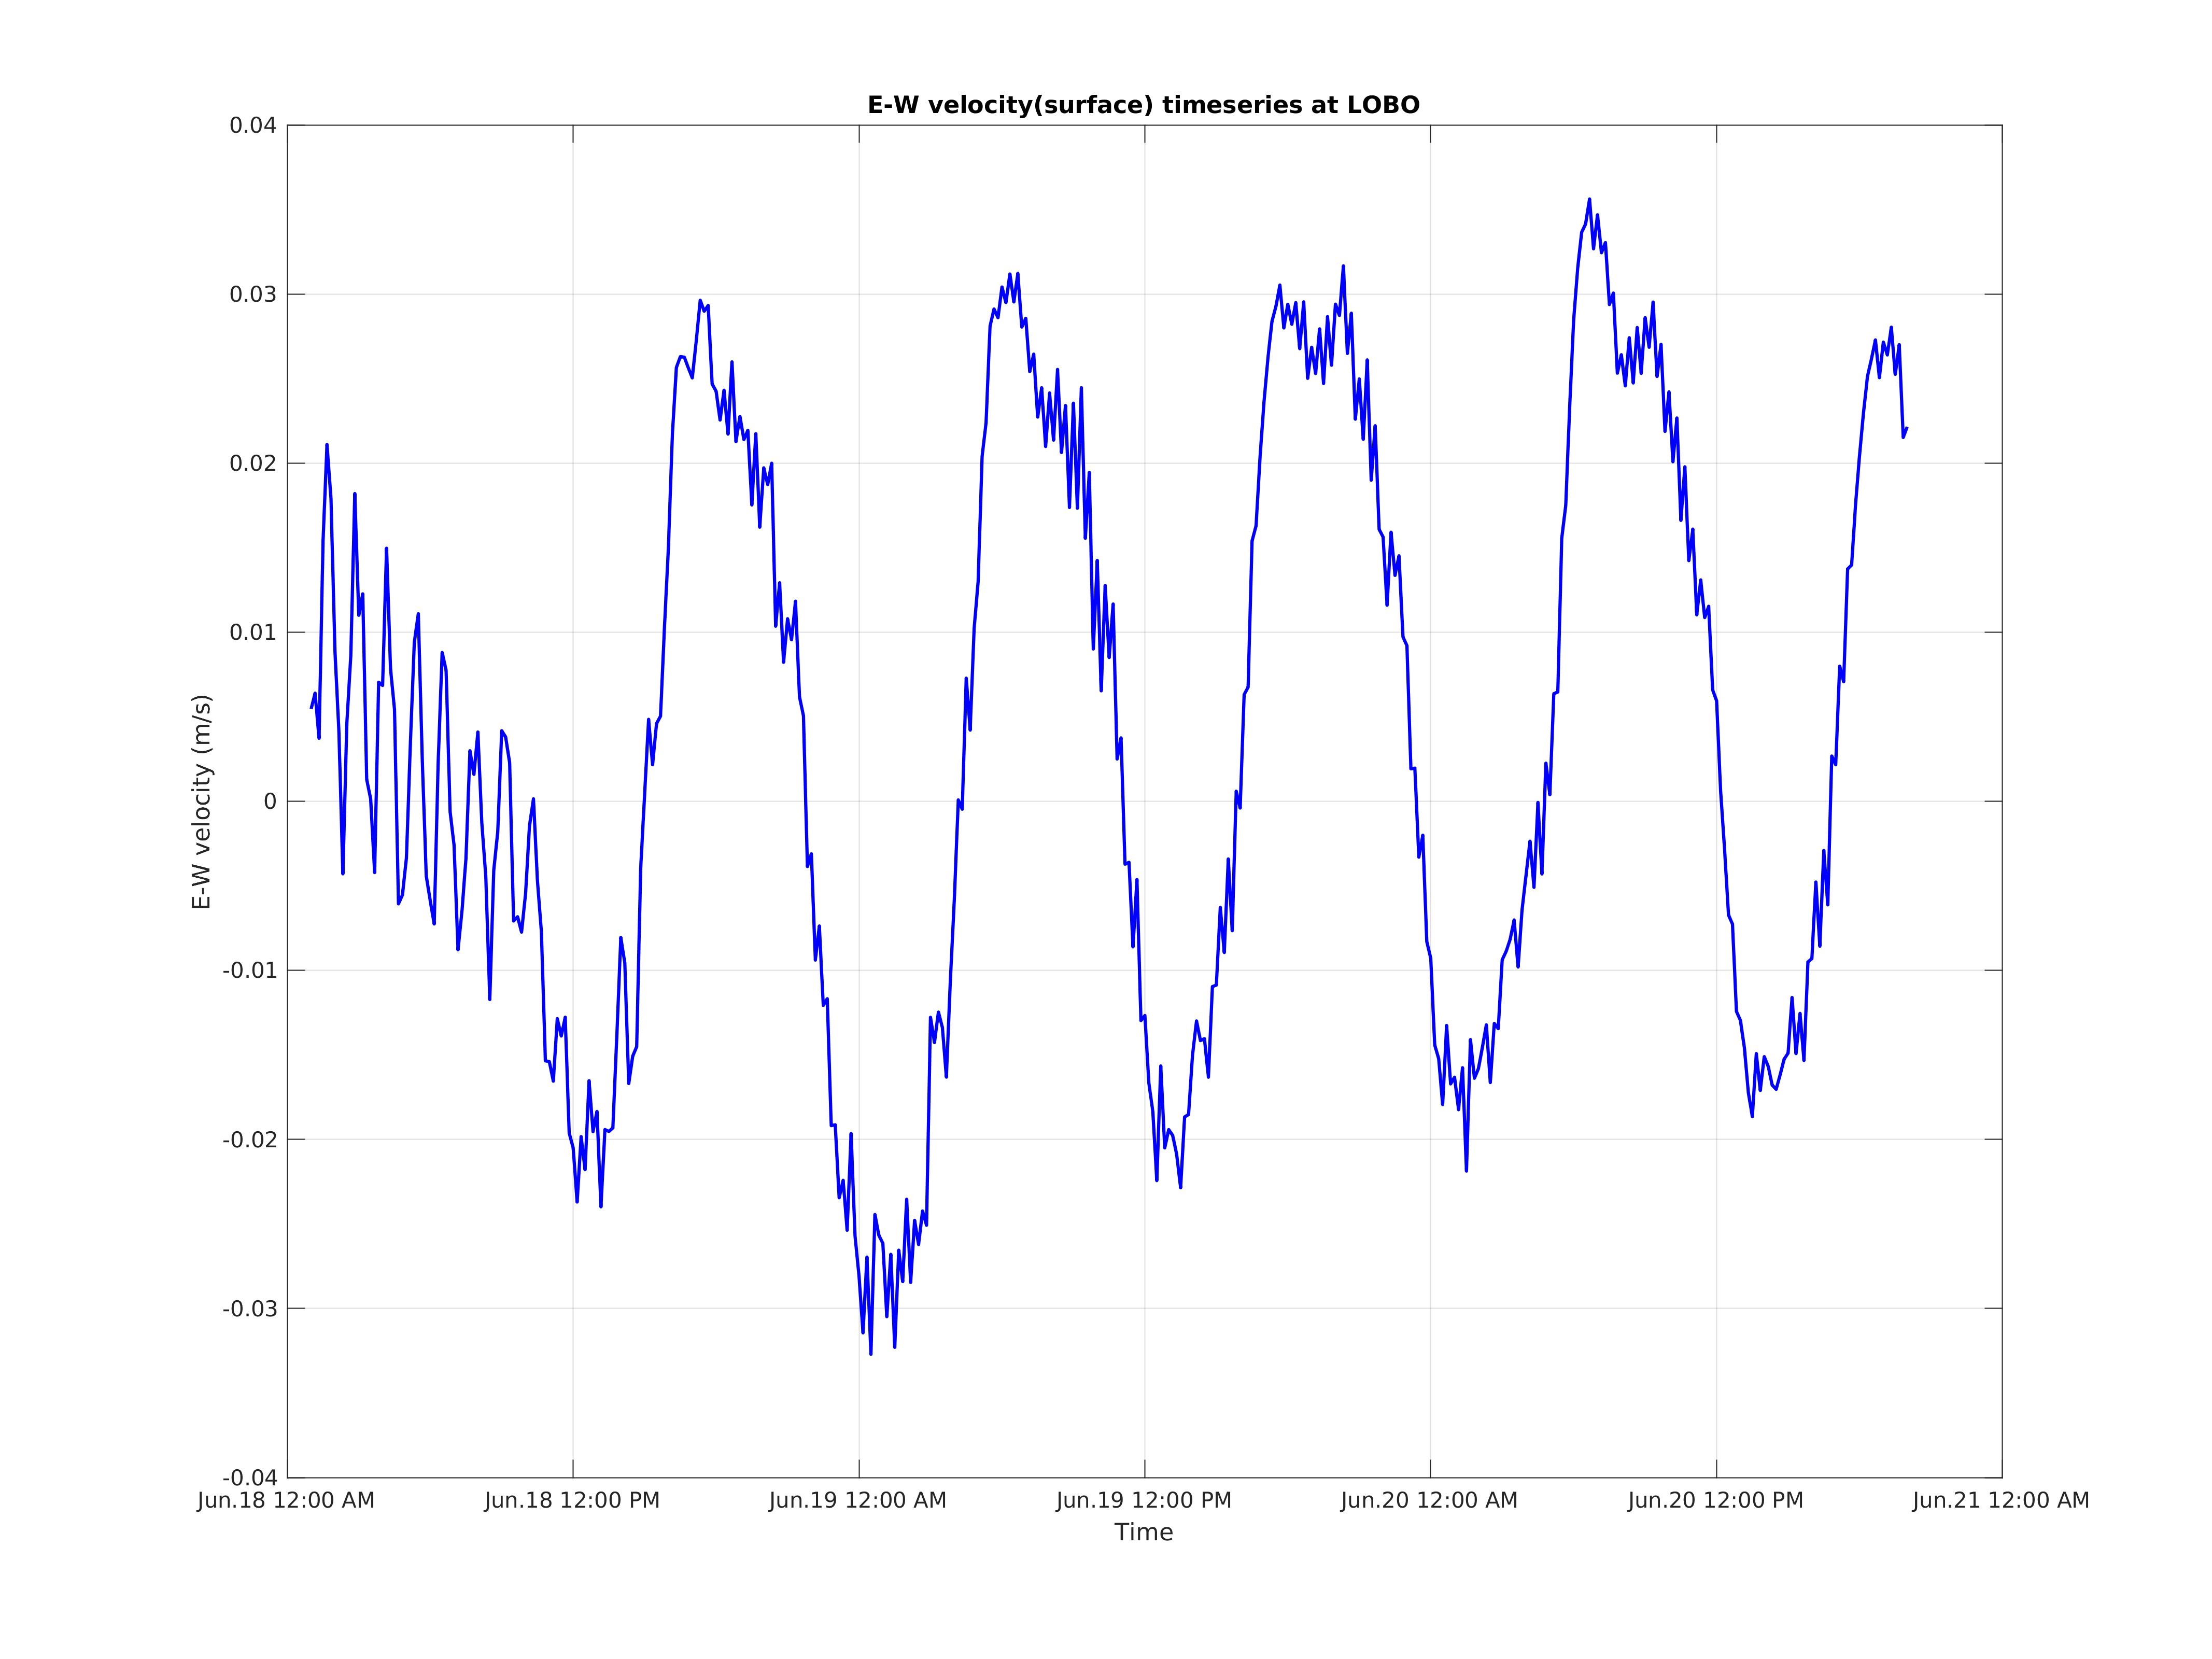 E-W velocity(surface) timeseries at LOBO
0.04
0.03
0.02
0.01
0
-0.01
-0.02
-0.03
-0.04
E-W velocity (m/s)
Jun.18 12:00 AM Jun.18 12:00 PM Jun.19 12:00 AM Jun.19 12:00 PM Jun.20 12:00 AM Jun.20 12:00 PM Jun.21 12:00 AM
Time